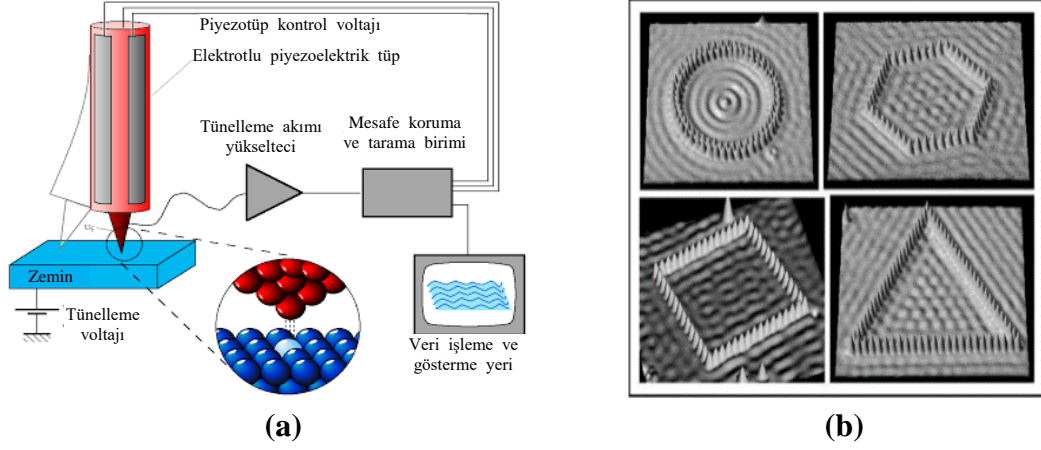 Piyezotüp kontrol voltajı
Elektrotlu piyezoelektrik tüp
Tünelleme akımı
yükselteci
Mesafe koruma
ve tarama birimi
Zemin
Tünelleme
voltajı
Veri işleme ve
gösterme yeri
(a)
(b)